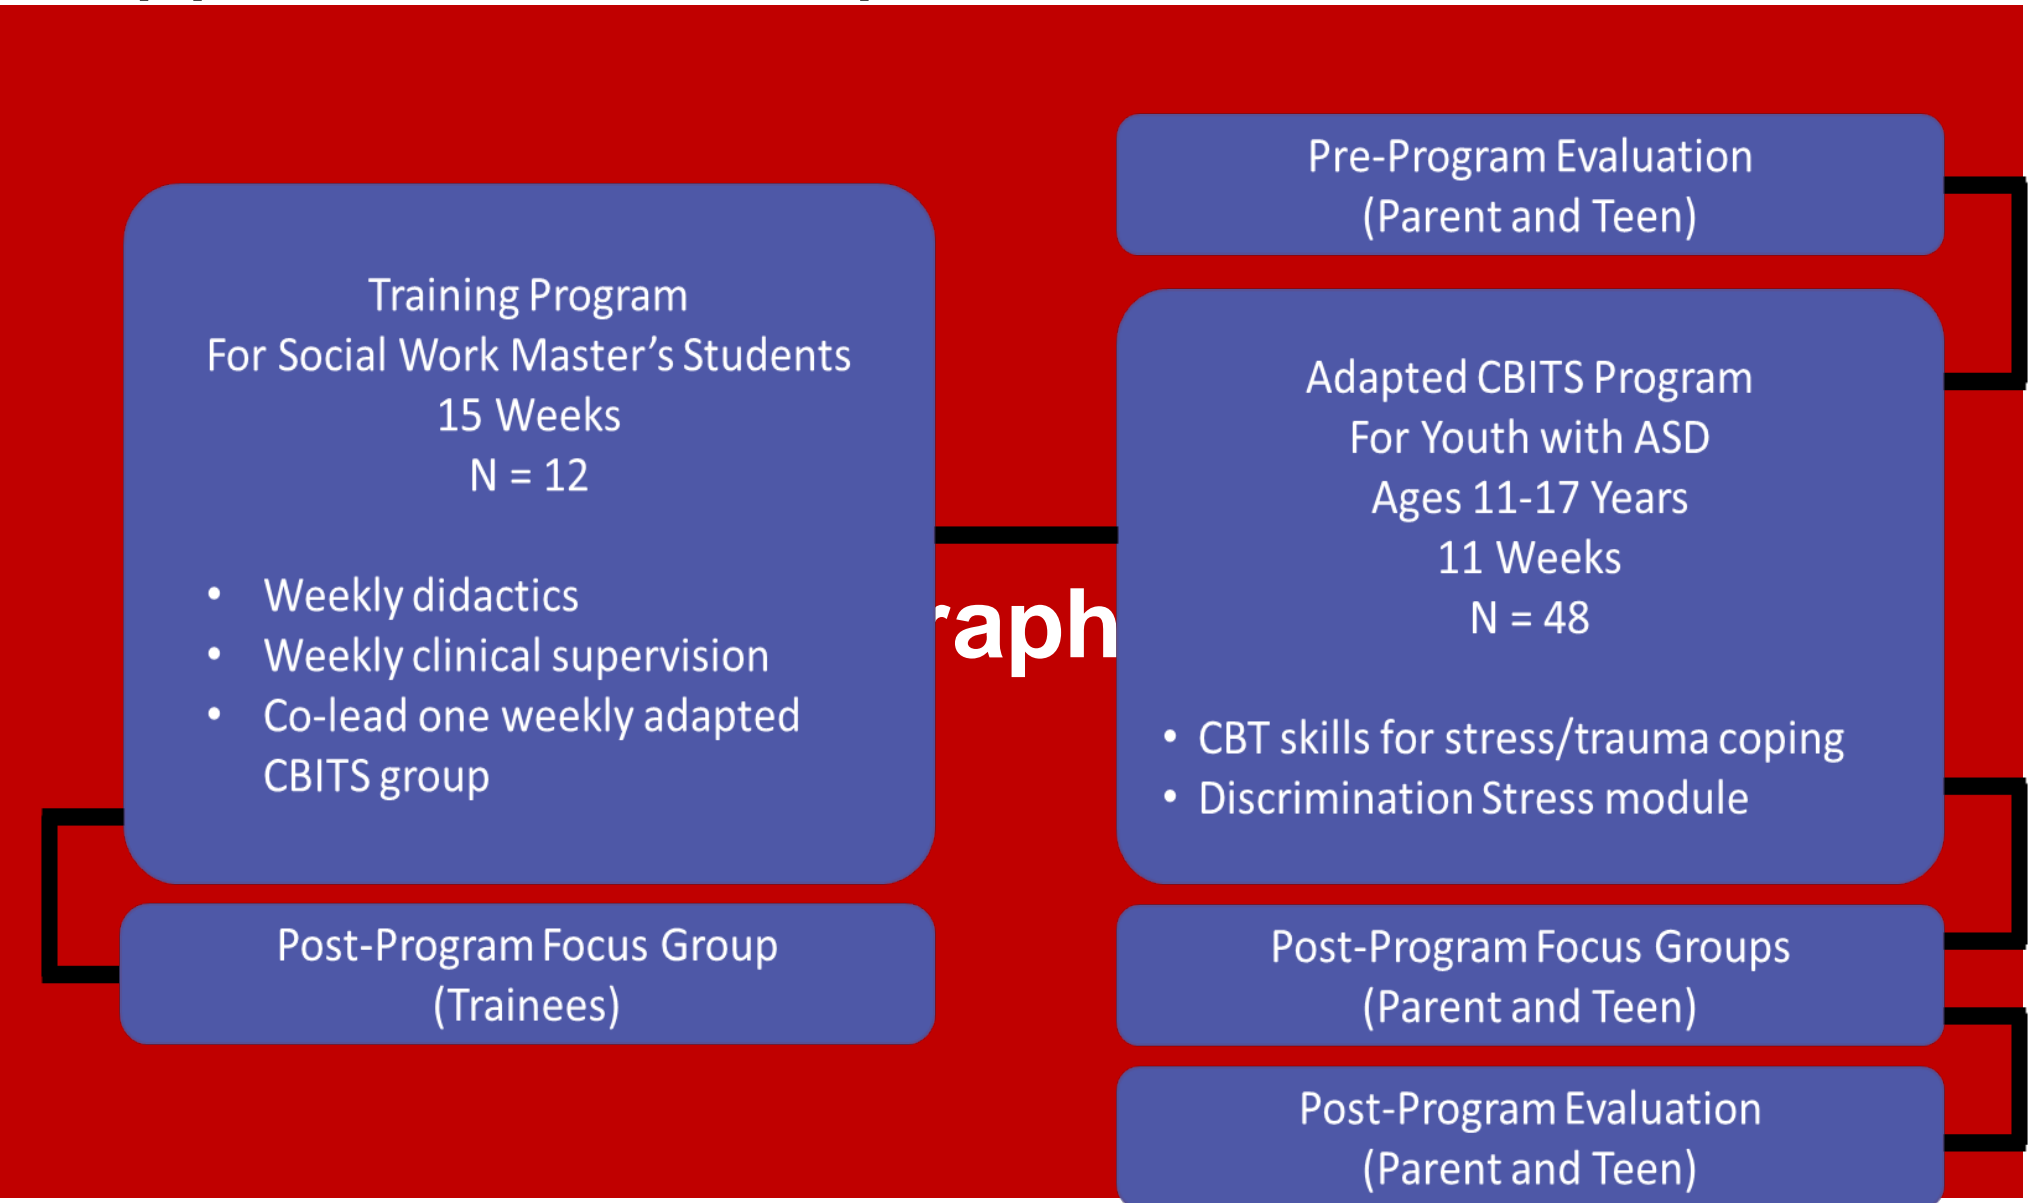 Training Program
For Social Work Master's Students
15 Weeks
N = 12
• Weekly didactics
• Weekly clinical supervision
• Co-lead one weekly adapted
CBITS group
Post-Program Focus Group
(Trainees)
raph
Pre-Program Evaluation
(Parent and Teen)
Adapted CBITS Program
For Youth with ASD
Ages 11-17 Years
11 Weeks
N = 48
• CBT skills for stress/trauma coping
• Discrimination Stress module
Post-Program Focus Groups
(Parent and Teen)
Post-Program Evaluation
(Parent and Teen)